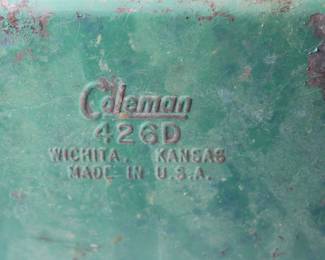 Coleman
426D
WICHITA, KANSAS
MADE IN U.S.A.